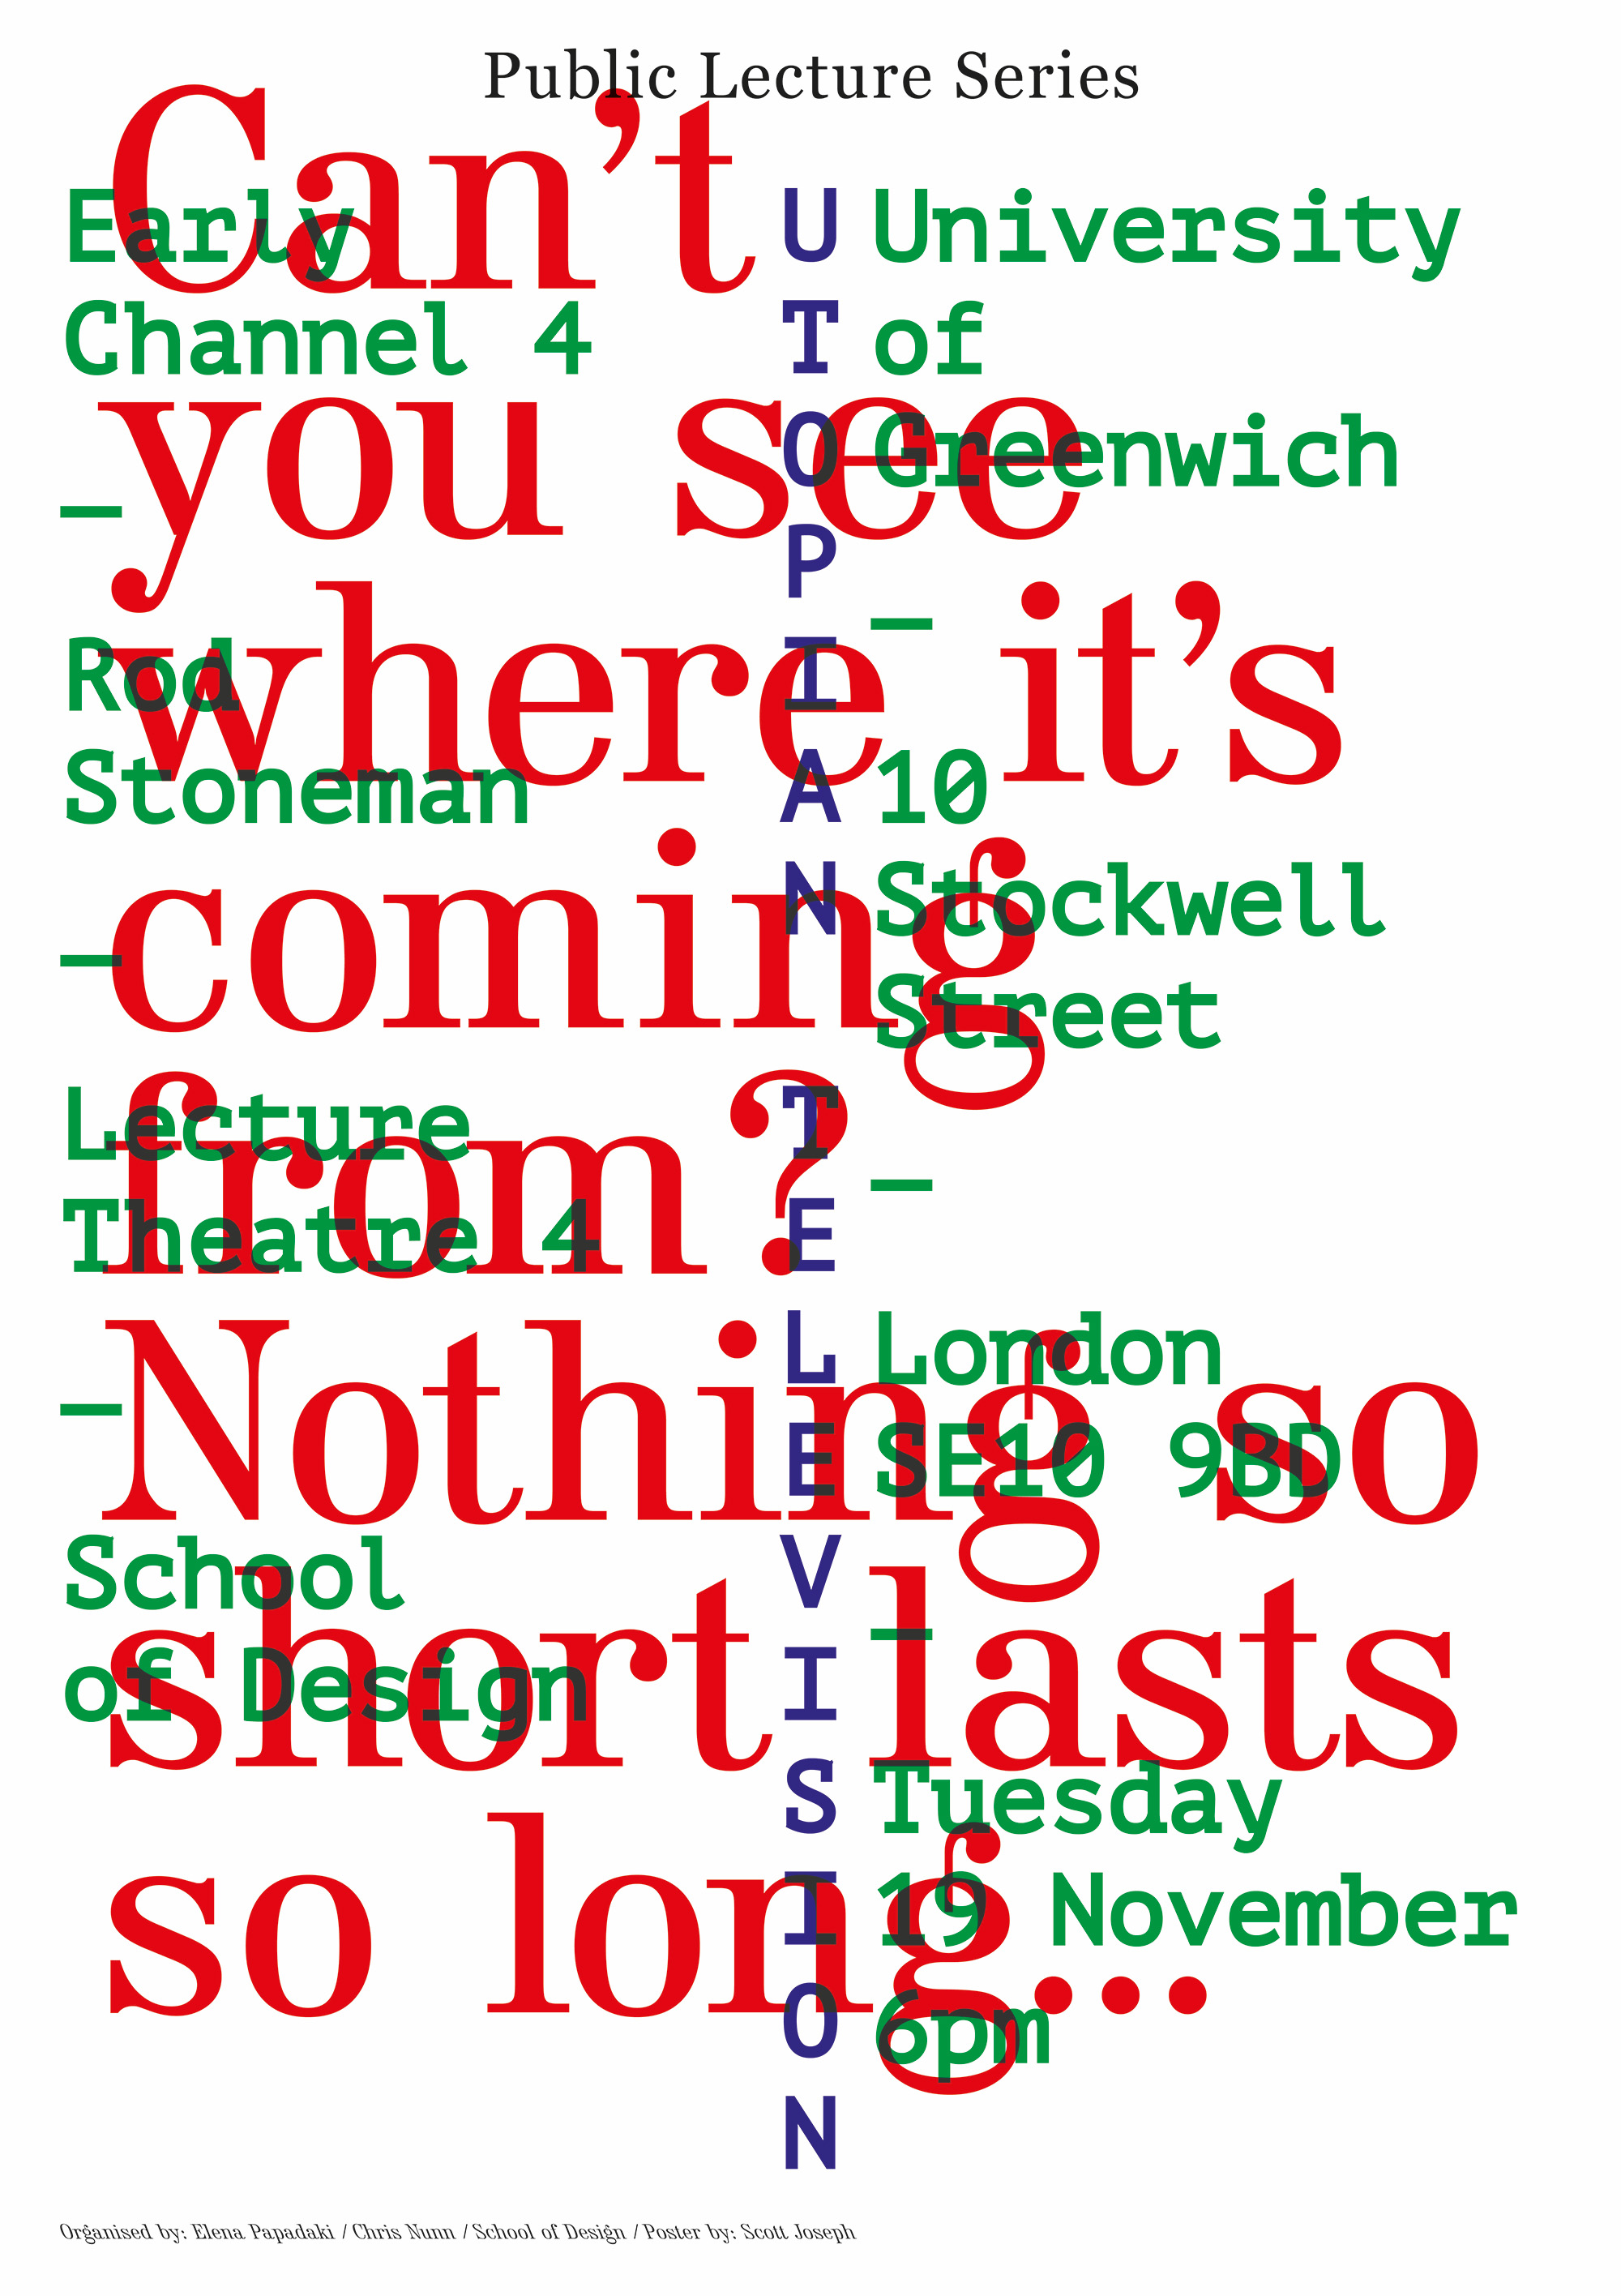 Public Lecture Series
Can’t
you see
where it’s
coming
from?
Nothing so
short lasts
so long...
Early
Channel 4
—
Rod
Stoneman
—
Lecture
Theatre 4
—
School
of Design
UTOPIAN TELEVISION
University
of
Greenwich
—
10
Stockwell
Street
—
London
SE10 9BD
—
Tuesday
19 November
6pm
Organised by: Elena Papadaki / Chris Nunn / School of Design / Poster by: Scott Joseph